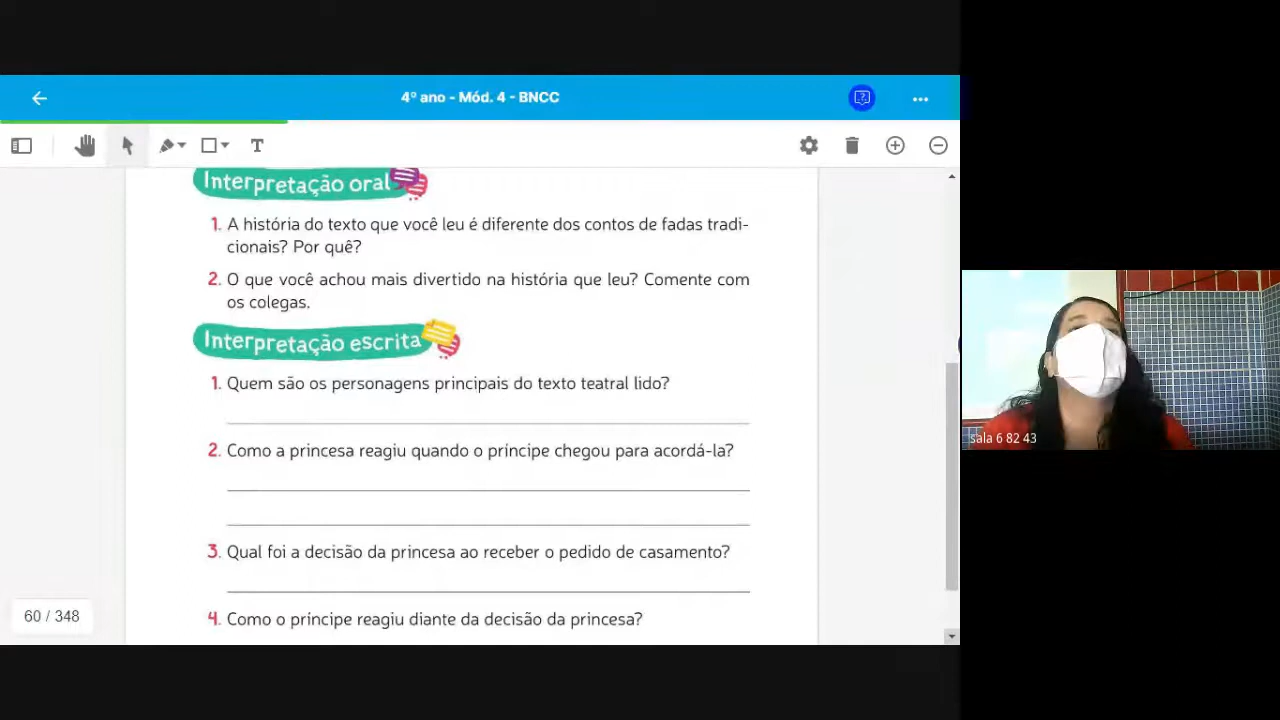 4º ano - Mód. 4 - BNCC
T
Interpretação oral
1. A história do texto que você leu é diferente dos contos de fadas tradi-
cionais? Por quê?
2. O que você achou mais divertido na história que leu? Comente com
os colegas.
Interpretação escrita
1. Quem são os personagens principais do texto teatral lido?
2. Como a princesa reagiu quando o príncipe chegou para acordá-la?
3. Qual foi a decisão da princesa ao receber o pedido de casamento?
4. Como o príncipe reagiu diante da decisão da princesa?
60 / 348
sala 6 82 43